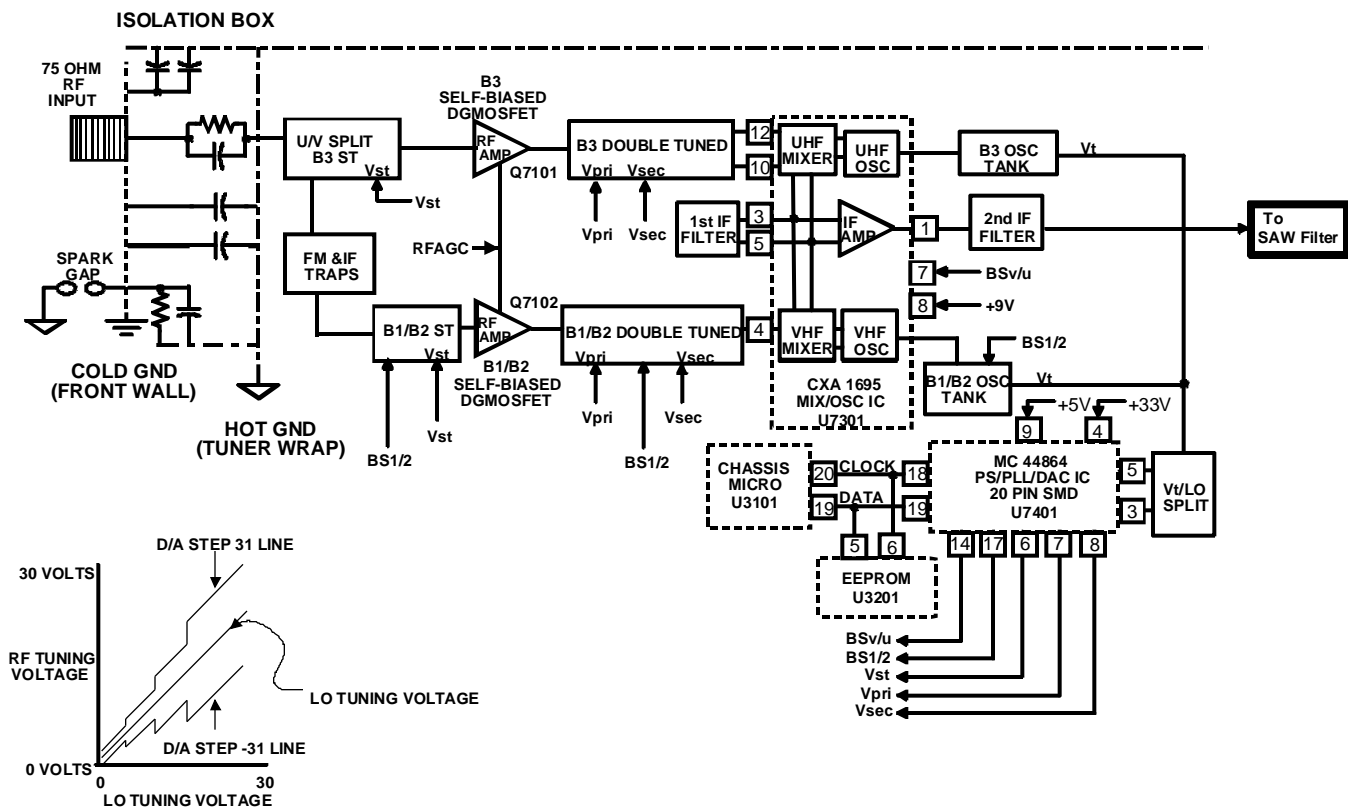 ISOLATION BOX
75 OHM
RF
INPUT
SPARK
GAP
COLD GND
(FRONT WALL)
HOT GND
(TUNER WRAP)
U/V SPLIT
B3 ST
Vst
Vst
FM &IF
TRAPS
B1/B2 ST
Vst
BS1/2
Vst
B3
SELF-BIASED
DGMOSFET
RF
AMP
Q7101
RFAGC
Q7102
RF
AMP
B1/B2
SELF-BIASED
DGMOSFET
B3 DOUBLE TUNED
Vpri
Vsec
Vpri
Vsec
12
10
1st IF
FILTER
3
5
B1/B2 DOUBLE TUNED
Vpri
Vsec
4
Vpri
Vsec
BS1/2
UHF
MIXER
UHF
OSC
IF
AMP
VHF
MIXER
VHF
OSC
CXA 1695
MIX/OSC IC
U7301
B3 OSC
TANK
Vt
1
2nd IF
FILTER
To
SAW Filter
7
BSv/u
8
+9V
BS1/2
B1/B2 OSC
TANK
Vt
+5V
+33V
9
4
CHASSIS
MICRO
U3101
20
CLOCK
18
19
DATA
19
MC 44864
PS/PLL/DAC IC
20 PIN SMD
U7401
5
3
Vt/LO
SPLIT
14
17
6
7
8
5
6
EEPROM
U3201
BSv/u
BS1/2
Vst
Vpri
Vsec
D/A STEP 31 LINE
30 VOLTS
RF TUNING
VOLTAGE
LO TUNING VOLTAGE
D/A STEP -31 LINE
0 VOLTS
0
30
LO TUNING VOLTAGE